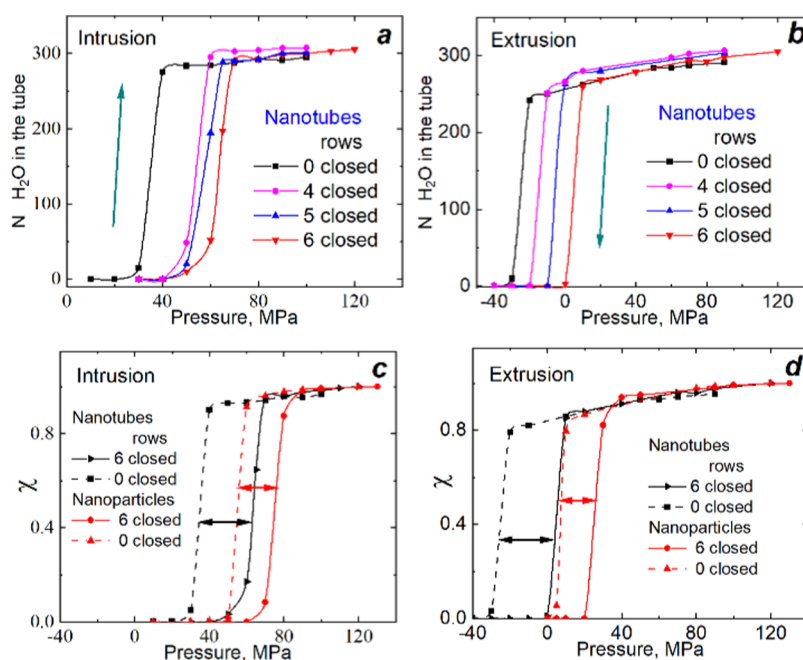 Intrusion
a
300
200
100
0
N H₂O in the tube
Nanotubes
rows
0 closed
4 closed
5 closed
6 closed
0 40 80 120
Pressure, MPa
Extrusion
b
300
200
100
0
N H₂O in the tube
Nanotubes
rows
0 closed
4 closed
5 closed
6 closed
-40 0 40 80 120
Pressure, MPa
Intrusion
c
0.8
0.4
0.0
χ
Nanotubes
rows
6 closed
0 closed
Nanoparticles
6 closed
0 closed
-40 0 40 80 120
Pressure, MPa
Extrusion
d
0.8
0.4
0.0
χ
Nanotubes
rows
6 closed
0 closed
Nanoparticles
6 closed
0 closed
-40 0 40 80 120
Pressure, MPa